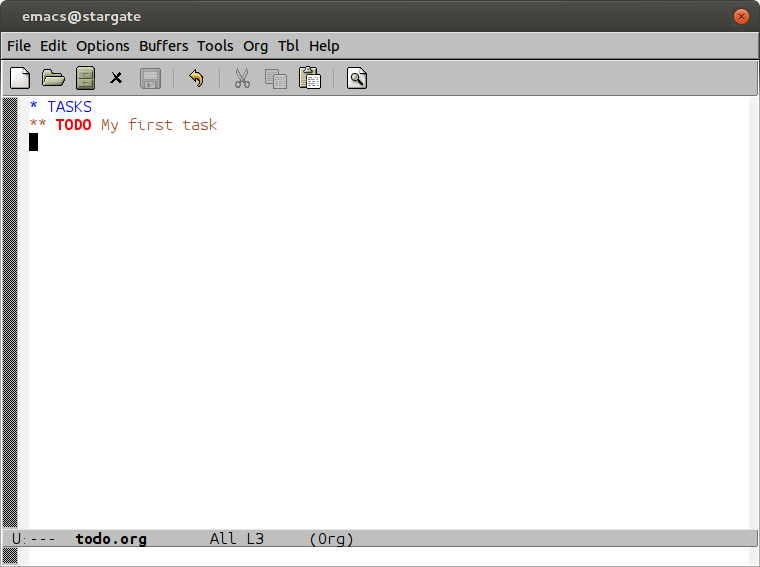 emacs@stargate
File Edit Options Buffers Tools Org Tbl Help
* TASKS
** TODO My first task
U:--- todo.org All L3 (Org)